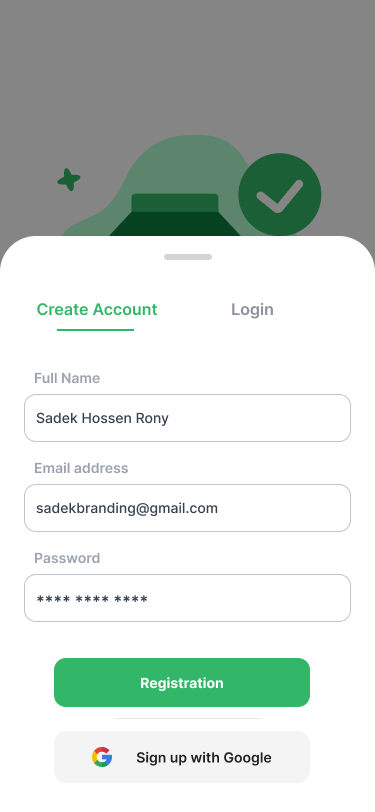 Create Account
Login
Full Name
Sadek Hossen Rony
Email address
sadekbranding@gmail.com
Password
**** **** ****
Registration
Sign up with Google